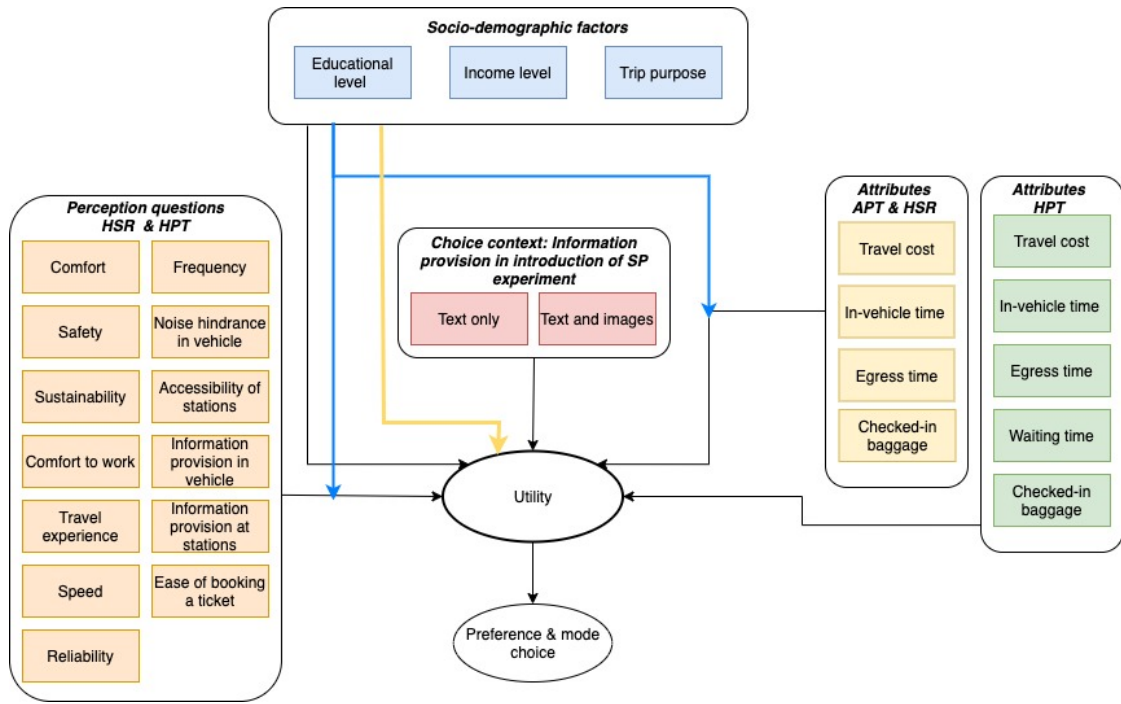 Socio-demographic factors
Educational
level
Income level
Trip purpose
Perception questions
HSR & HPT
Comfort
Frequency
Safety
Noise hindrance
in vehicle
Sustainability
Accessibility of
stations
Comfort to work
Information
provision in
vehicle
Travel
experience
Information
provision at
stations
Speed
Ease of booking
a ticket
Reliability
Choice context: Information
provision in introduction of SP
experiment
Text only
Text and images
Utility
Preference & mode
choice
Attributes
APT & HSR
Travel cost
In-vehicle time
Egress time
Checked-in
baggage
Attributes
HPT
Travel cost
In-vehicle time
Egress time
Waiting time
Checked-in
baggage